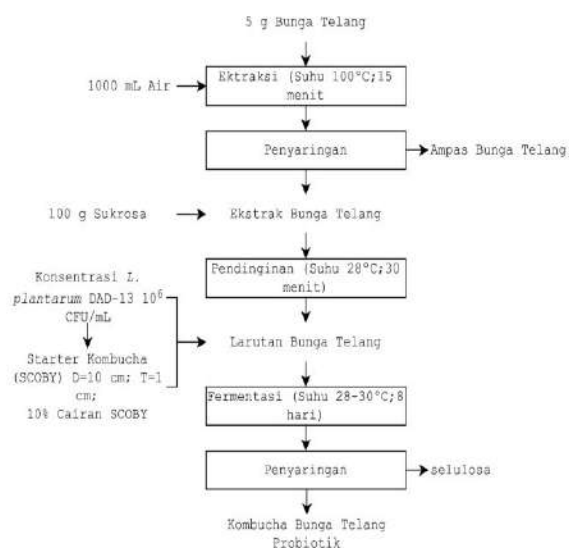 5 g Bunga Telang
1000 mL Air
Ektraksi (Suhu 100°C;15
menit
Penyaringan
Ampas Bunga Telang
100 g Sukrosa
Ekstrak Bunga Telang
Pendinginan (Suhu 28°C;30
menit)
Konsentrasi L.
plantarum DAD-13 10⁶
CFU/mL
Starter Kombucha
(SCOBY) D=10 cm; T=1
cm;
10% Cairan SCOBY
Larutan Bunga Telang
Fermentasi (Suhu 28-30°C;8
hari)
Penyaringan
selulosa
Kombucha Bunga Telang
Probiotik